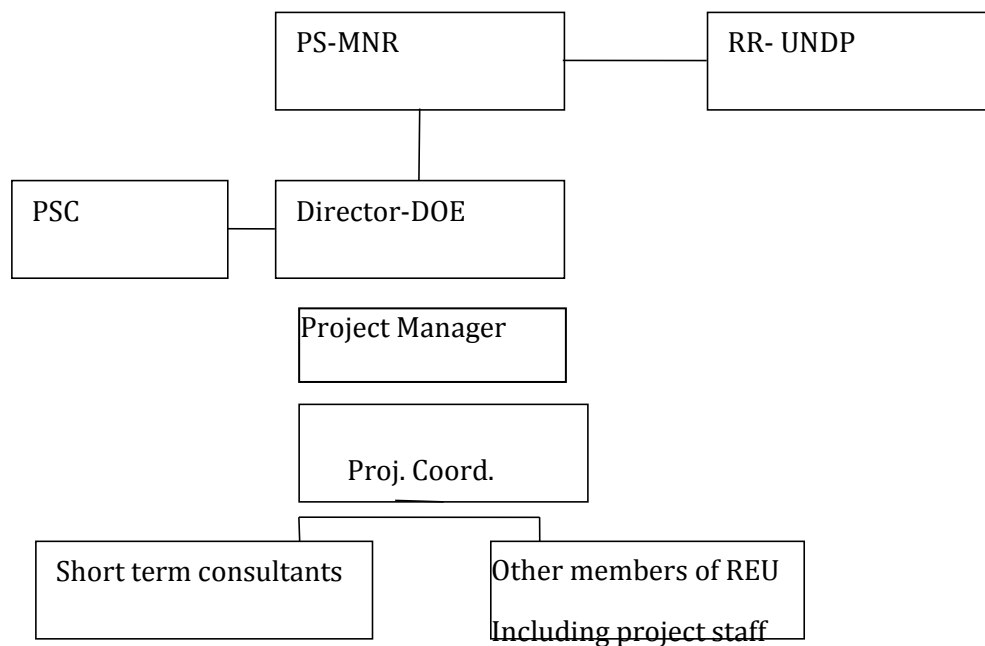 PS-MNR
RR- UNDP
PSC
Director-DOE
Project Manager
Proj. Coord.
Short term consultants
Other members of REU
Including project staff